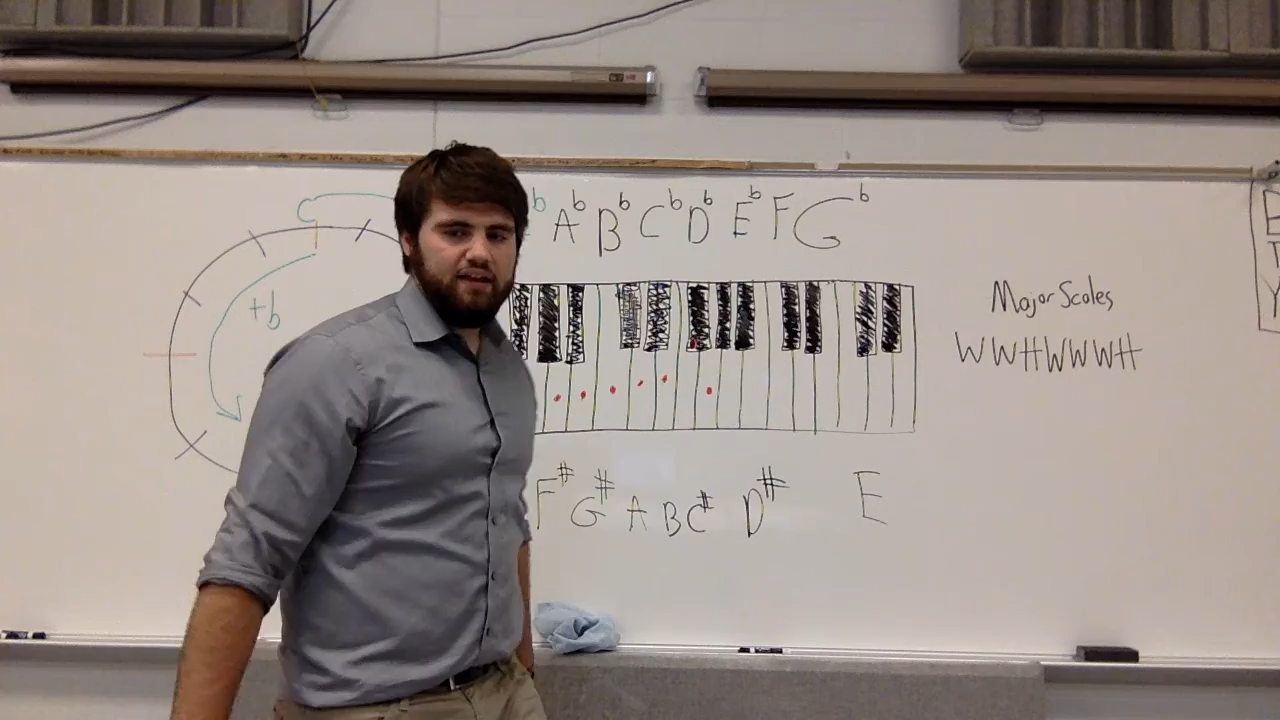 C
+b
b A b B b C b D b E b F G b
Major Scales
WWHWWWH
F# G# A B C# D# E